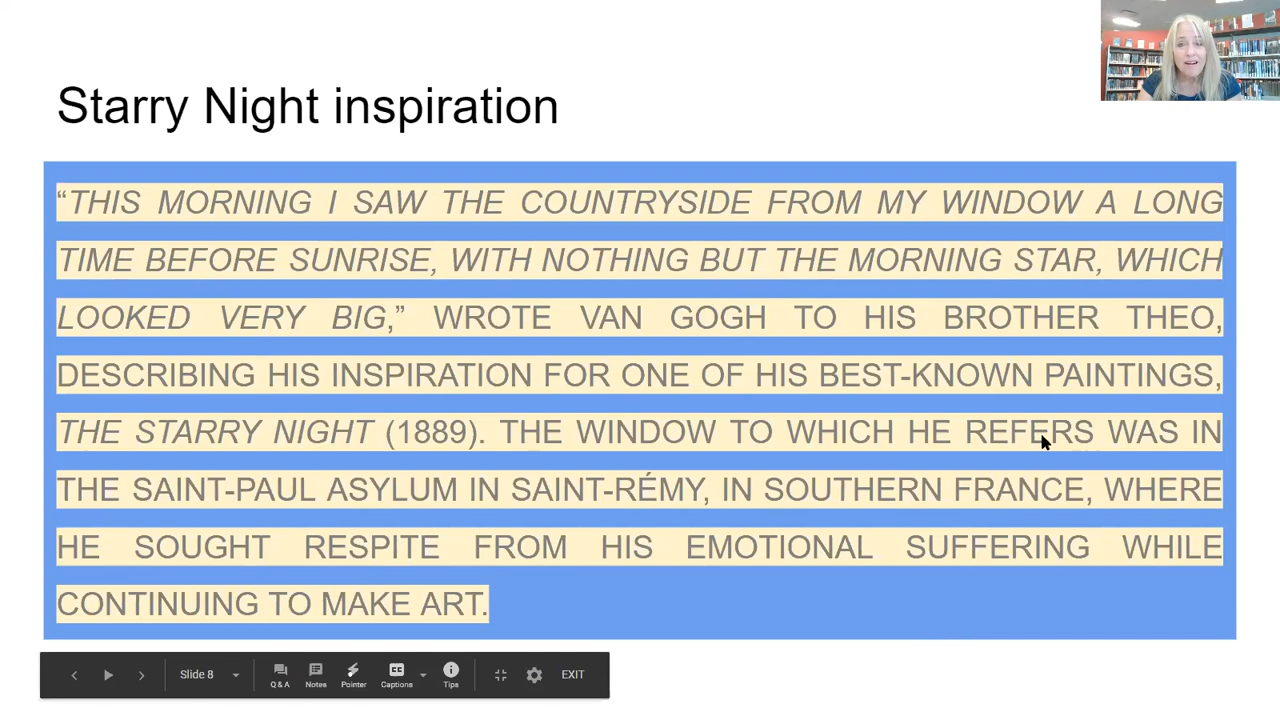 Starry Night inspiration
“THIS MORNING I SAW THE COUNTRYSIDE FROM MY WINDOW A LONG
TIME BEFORE SUNRISE, WITH NOTHING BUT THE MORNING STAR, WHICH
LOOKED VERY BIG,” WROTE VAN GOGH TO HIS BROTHER THEO,
DESCRIBING HIS INSPIRATION FOR ONE OF HIS BEST-KNOWN PAINTINGS,
THE STARRY NIGHT (1889). THE WINDOW TO WHICH HE REFERS WAS IN
THE SAINT-PAUL ASYLUM IN SAINT-RÉMY, IN SOUTHERN FRANCE, WHERE
HE SOUGHT RESPITE FROM HIS EMOTIONAL SUFFERING WHILE
CONTINUING TO MAKE ART.
Slide 8
Q & A
Notes
Pointer
CC
Captions
Tips
EXIT